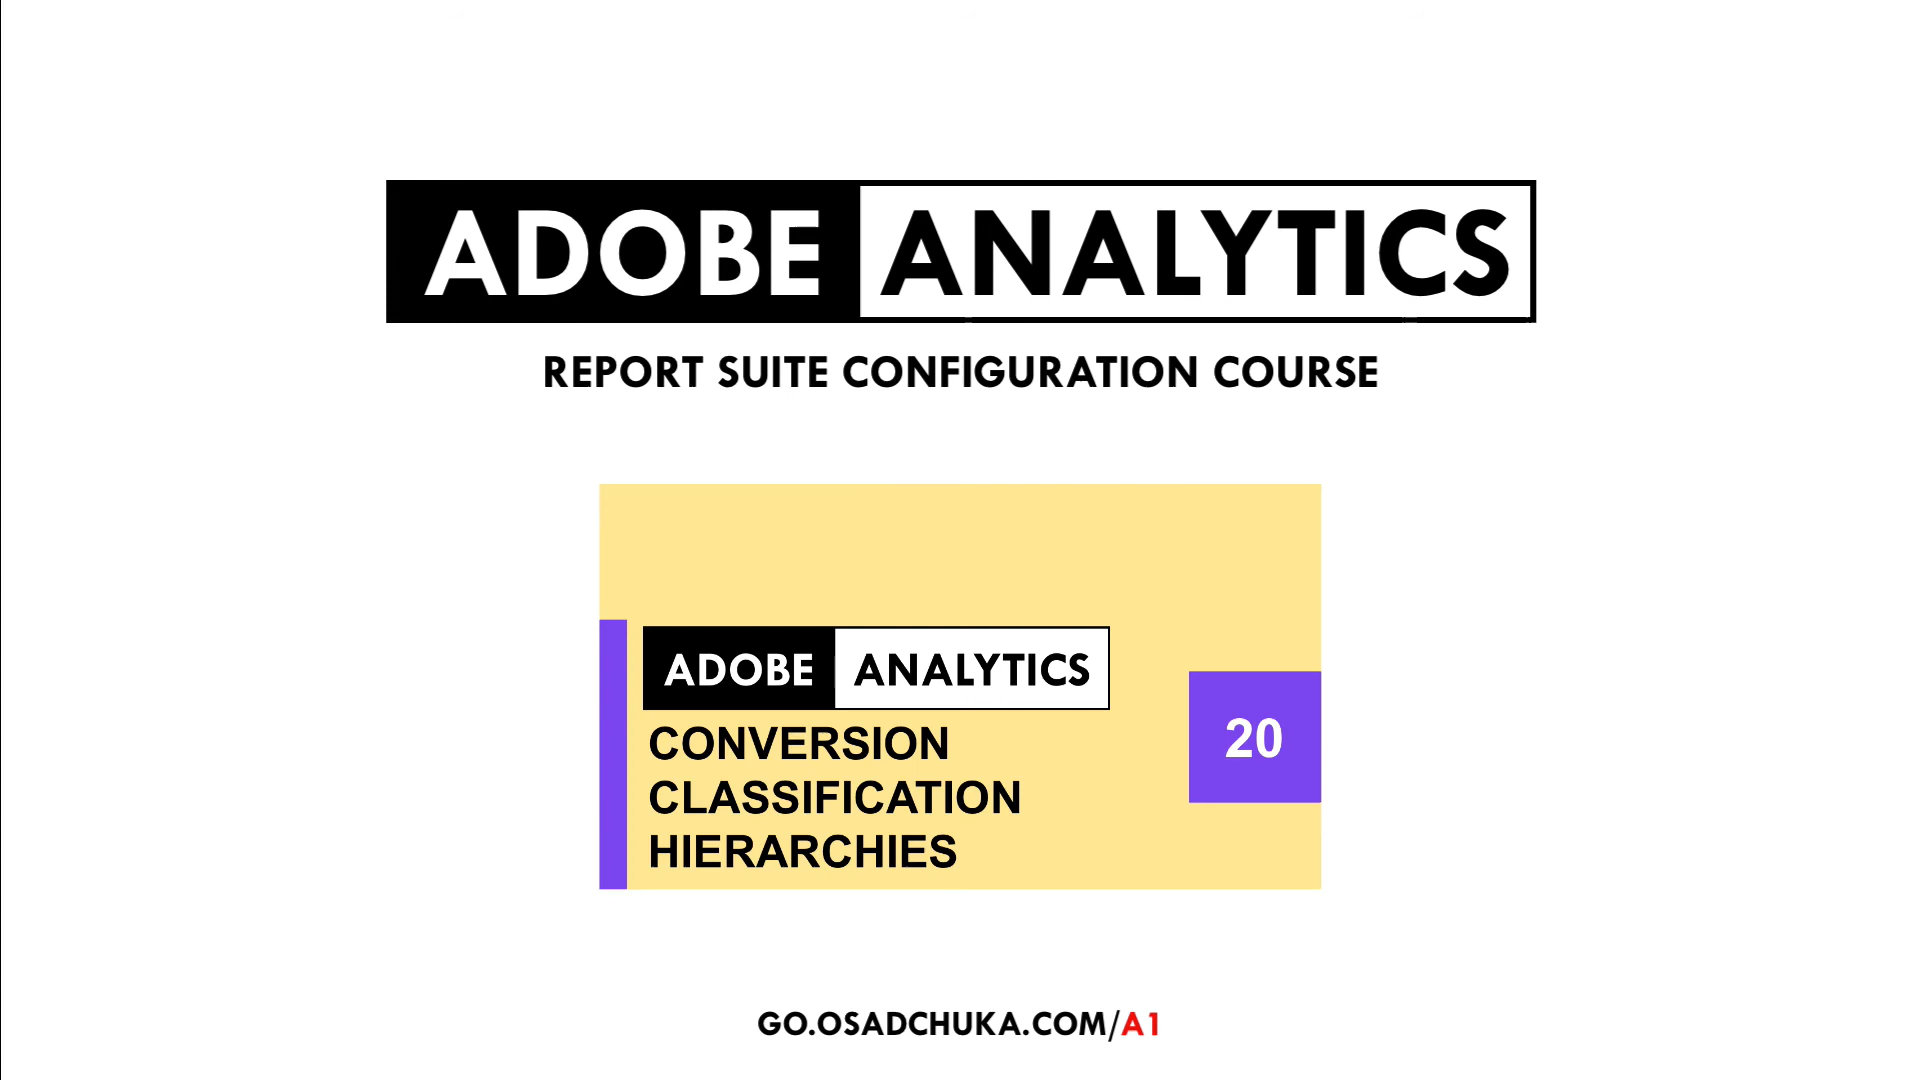 ADOBE ANALYTICS
REPORT SUITE CONFIGURATION COURSE
ADOBE ANALYTICS
CONVERSION
CLASSIFICATION
HIERARCHIES
20
GO.OSADCHUKA.COM/A1